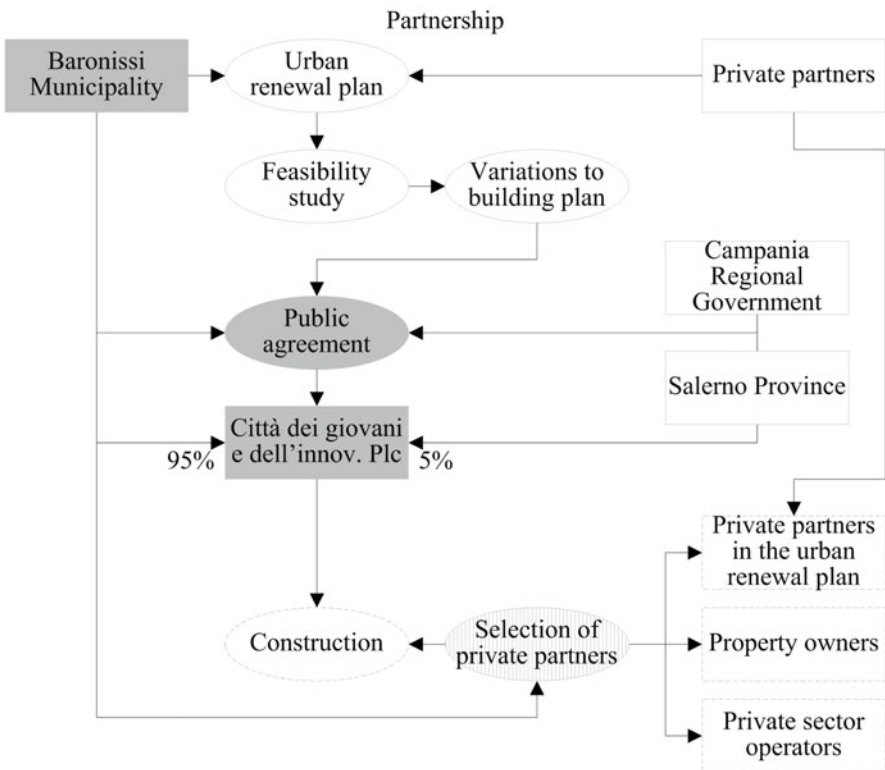 Partnership
Baronissi
Municipality
Urban
renewal plan
Private partners
Feasibility
study
Variations to
building plan
Campania
Regional
Government
Public
agreement
Salerno Province
Città dei giovani
e dell’innov. Plc
95%
5%
Private partners
in the urban
renewal plan
Construction
Selection of
private partners
Property owners
Private sector
operators